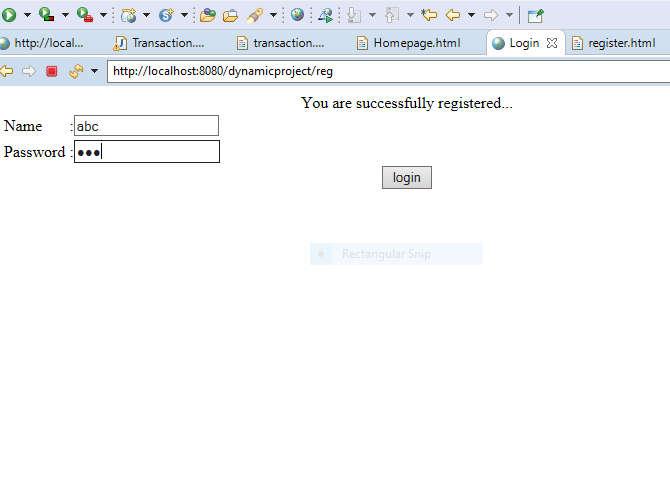 http://local... Transaction.... transaction.... Homepage.html Login register.html
http://localhost:8080/dynamicproject/reg
You are successfully registered...
Name :abc
Password :●●●
login
Rectangular Snip